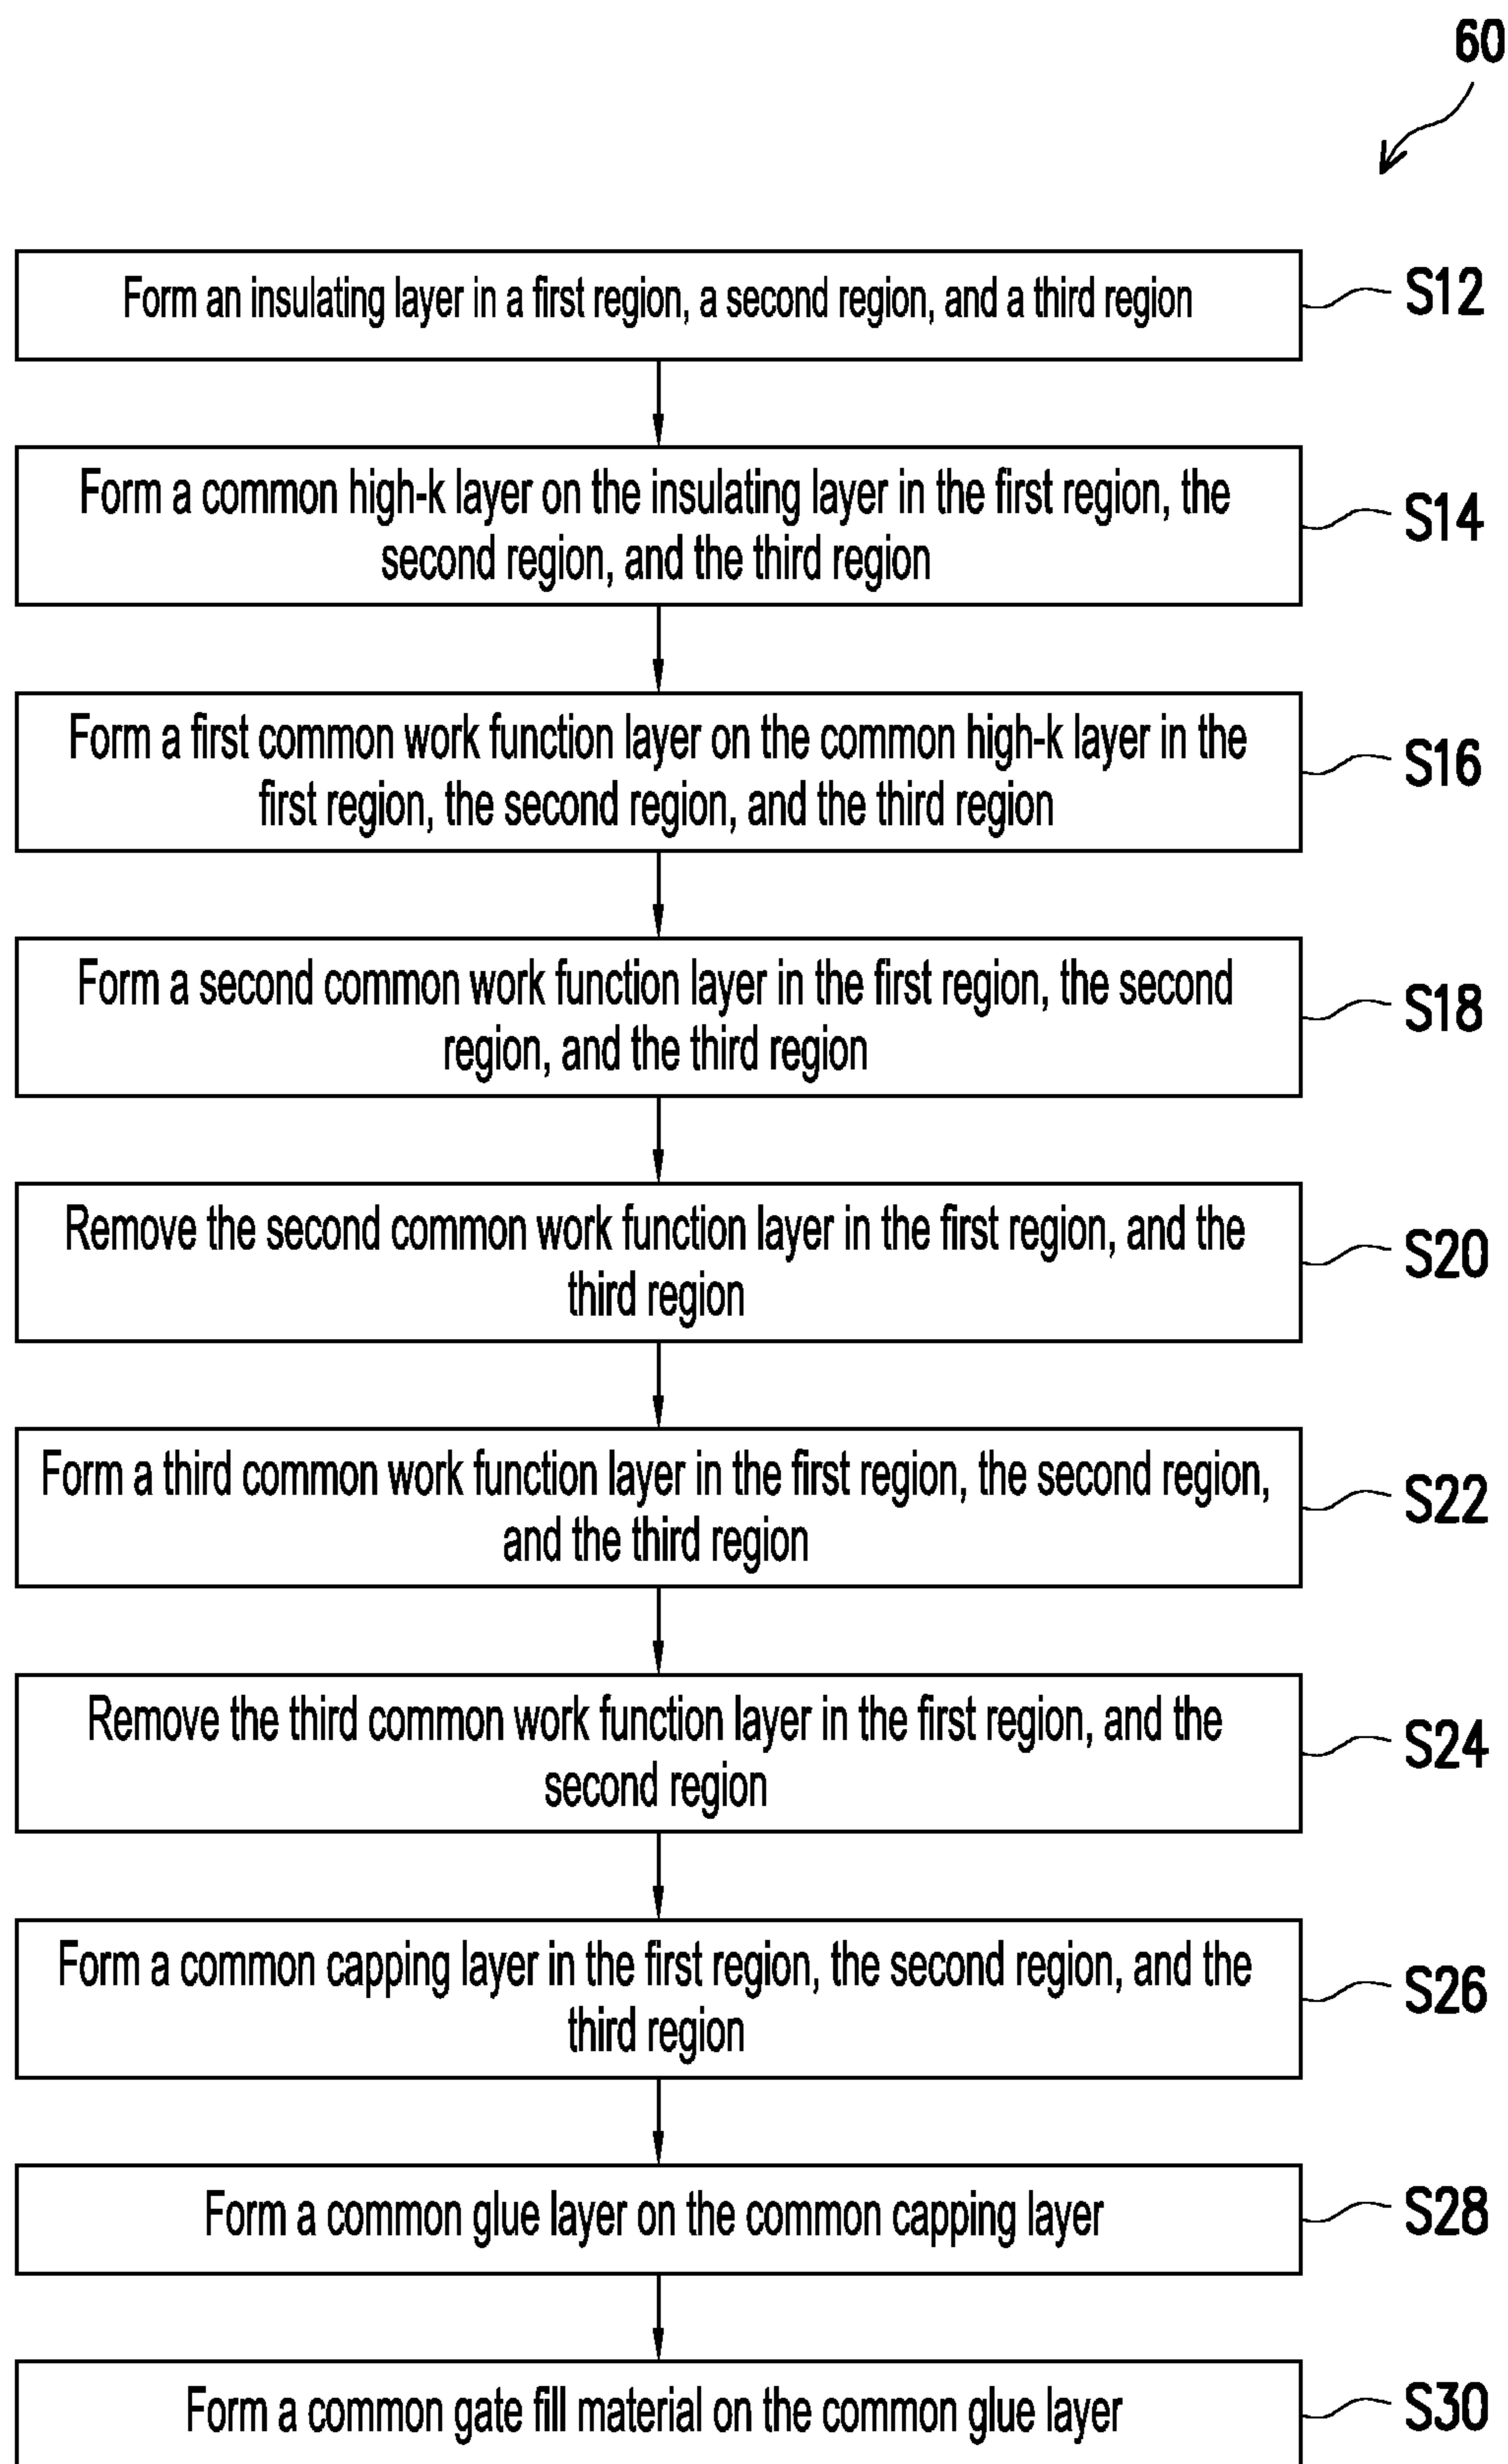 60
Form an insulating layer in a first region, a second region, and a third region
S12
Form a common high-k layer on the insulating layer in the first region, the
second region, and the third region
S14
Form a first common work function layer on the common high-k layer in the
first region, the second region, and the third region
S16
Form a second common work function layer in the first region, the second
region, and the third region
S18
Remove the second common work function layer in the first region, and the
third region
S20
Form a third common work function layer in the first region, the second region,
and the third region
S22
Remove the third common work function layer in the first region, and the
second region
S24
Form a common capping layer in the first region, the second region, and the
third region
S26
Form a common glue layer on the common capping layer
S28
Form a common gate fill material on the common glue layer
S30